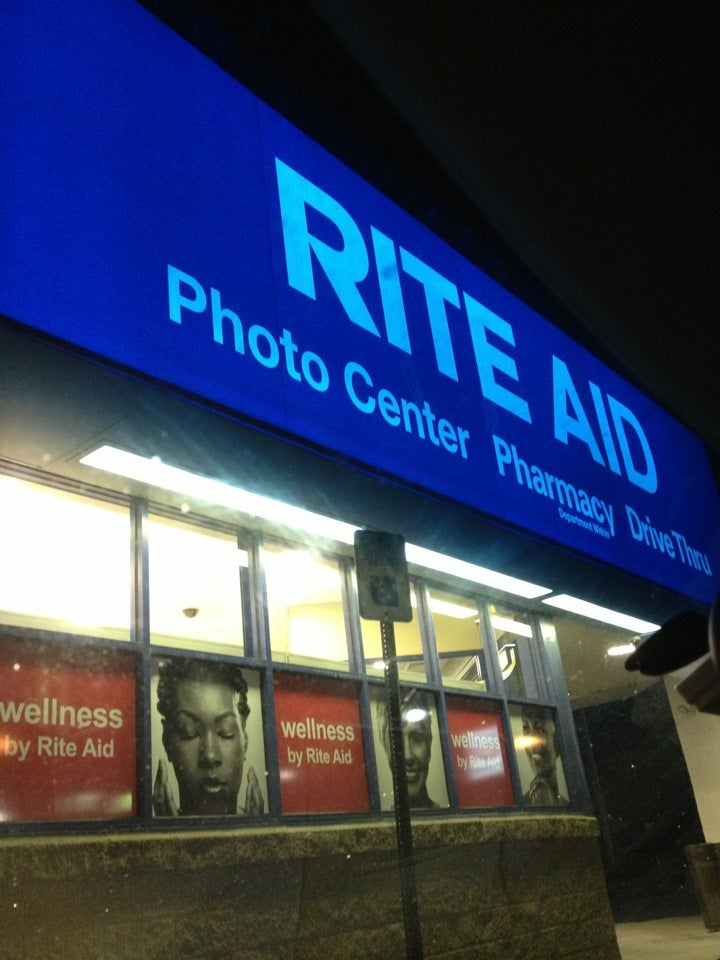 RITE AID
Photo Center Pharmacy Drive Thru
Department Within
wellness
by Rite Aid
wellness
by Rite Aid
wellness
by Rite Aid